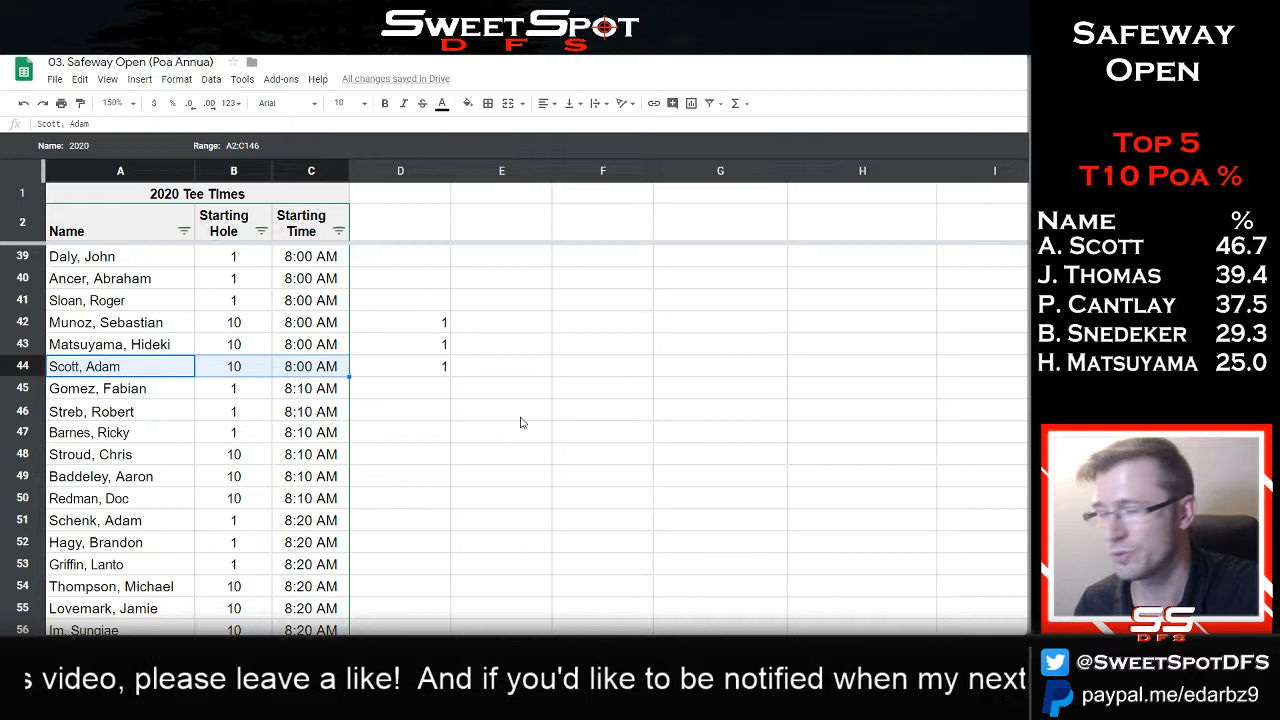 SweetSpot
DFS
03. Safeway Open (Poa Annua)
File Edit View Insert Format Data Tools Add-ons Help All changes saved in Drive
150% $ % .0 .00 123 Arial 10 B I S A
fx Scott, Adam
Name: 2020 Range: A2:C146
A B C D E F G H I
1 2020 Tee TImes
2 Name Starting Hole Starting Time
39 Daly, John 1 8:00 AM
40 Ancer, Abraham 1 8:00 AM
41 Sloan, Roger 1 8:00 AM
42 Munoz, Sebastian 10 8:00 AM 1
43 Matsuyama, Hideki 10 8:00 AM 1
44 Scott, Adam 10 8:00 AM 1
45 Gomez, Fabian 1 8:10 AM
46 Streb, Robert 1 8:10 AM
47 Barnes, Ricky 1 8:10 AM
48 Stroud, Chris 10 8:10 AM
49 Baddeley, Aaron 10 8:10 AM
50 Redman, Doc 10 8:10 AM
51 Schenk, Adam 1 8:20 AM
52 Hagy, Brandon 1 8:20 AM
53 Griffin, Lanto 1 8:20 AM
54 Thompson, Michael 10 8:20 AM
55 Lovemark, Jamie 10 8:20 AM
56 Im, Sungjae 10 8:20 AM
Safeway
Open
Top 5
T10 Poa %
Name %
A. Scott 46.7
J. Thomas 39.4
P. Cantlay 37.5
B. Snedeker 29.3
H. Matsuyama 25.0
SS
DFS
@SweetSpotDFS
paypal.me/edarbz9
s video, please leave a like! And if you'd like to be notified when my next